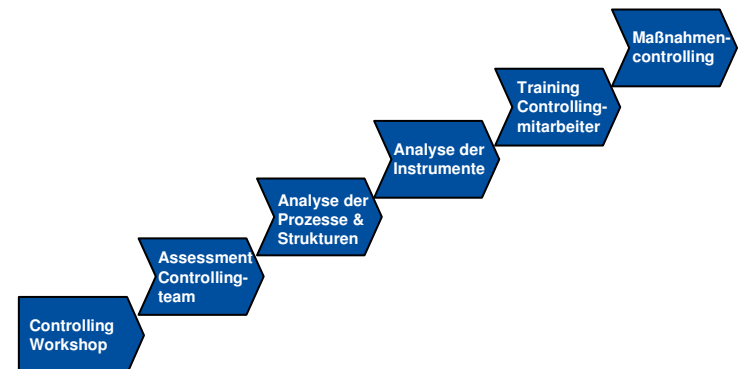 Controlling
Workshop
Assessment
Controlling-
team
Analyse der
Prozesse &
Strukturen
Analyse der
Instrumente
Training
Controlling-
mitarbeiter
Maßnahmen-
controlling